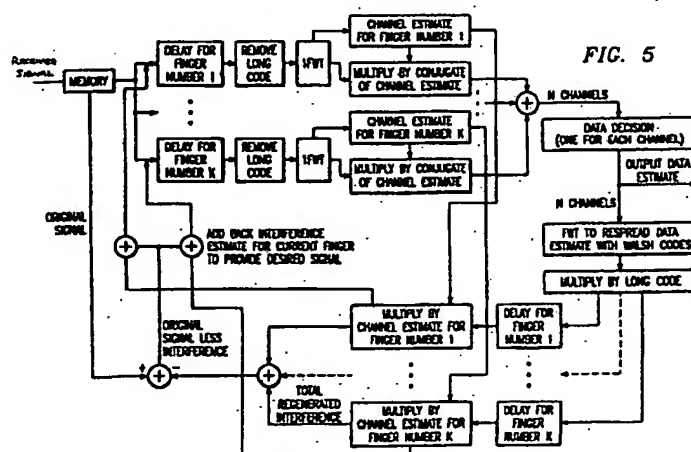 FIG. 5
Receive
Signal
MEMORY
DELAY FOR
FINGER
NUMBER 1
REMOVE
LONG
CODE
IFWT
CHANNEL ESTIMATE
FOR FINGER NUMBER 1
MULTIPLY BY CONJUGATE
OF CHANNEL ESTIMATE
DELAY FOR
FINGER
NUMBER K
REMOVE
LONG
CODE
IFWT
CHANNEL ESTIMATE
FOR FINGER NUMBER K
MULTIPLY BY CONJUGATE
OF CHANNEL ESTIMATE
N CHANNELS
DATA DECISION
(ONE FOR EACH CHANNEL)
OUTPUT DATA
ESTIMATE
N CHANNELS
FWT TO RESPREAD DATA
ESTIMATE WITH WALSH CODES
MULTIPLY BY LONG CODE
ORIGINAL
SIGNAL
ADD BACK INTERFERENCE
ESTIMATE FOR CURRENT FINGER
TO PROVIDE DESIRED SIGNAL
ORIGINAL
SIGNAL LESS
INTERFERENCE
MULTIPLY BY
CHANNEL ESTIMATE FOR
FINGER NUMBER 1
DELAY FOR
FINGER
NUMBER 1
TOTAL
REGENERATED
INTERFERENCE
MULTIPLY BY
CHANNEL ESTIMATE FOR
FINGER NUMBER K
DELAY FOR
FINGER
NUMBER K